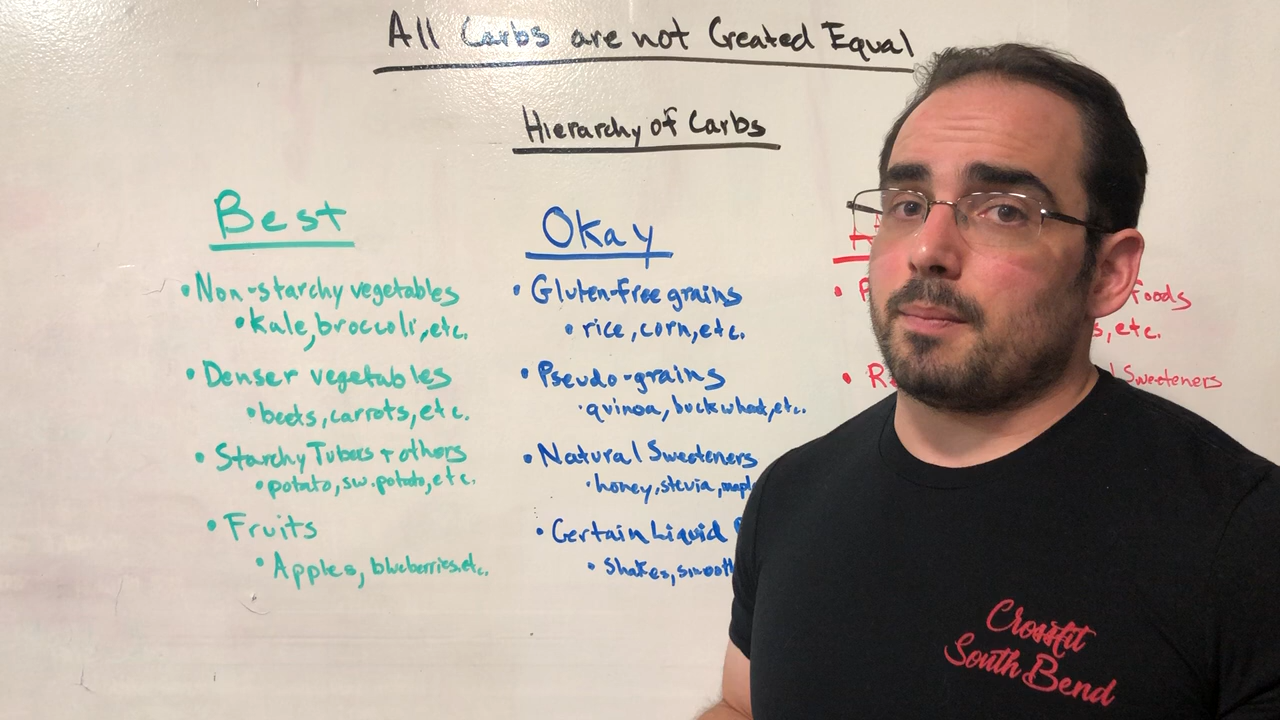 All Carbs are not Created Equal
Hierarchy of Carbs
Best
• Non-starchy vegetables
• kale, broccoli, etc.
• Denser vegetables
• beets, carrots, etc.
• Starchy Tubers + others
• potato, sw. potato, etc.
• Fruits
• Apples, blueberries, etc.
Okay
• Gluten-free grains
• rice, corn, etc.
• Pseudo-grains
• quinoa, buckwheat, etc.
• Natural Sweeteners
• honey, stevia,
• Certain Liquid
• shakes,
foods
etc.
Sweeteners
Crossfit
South Bend